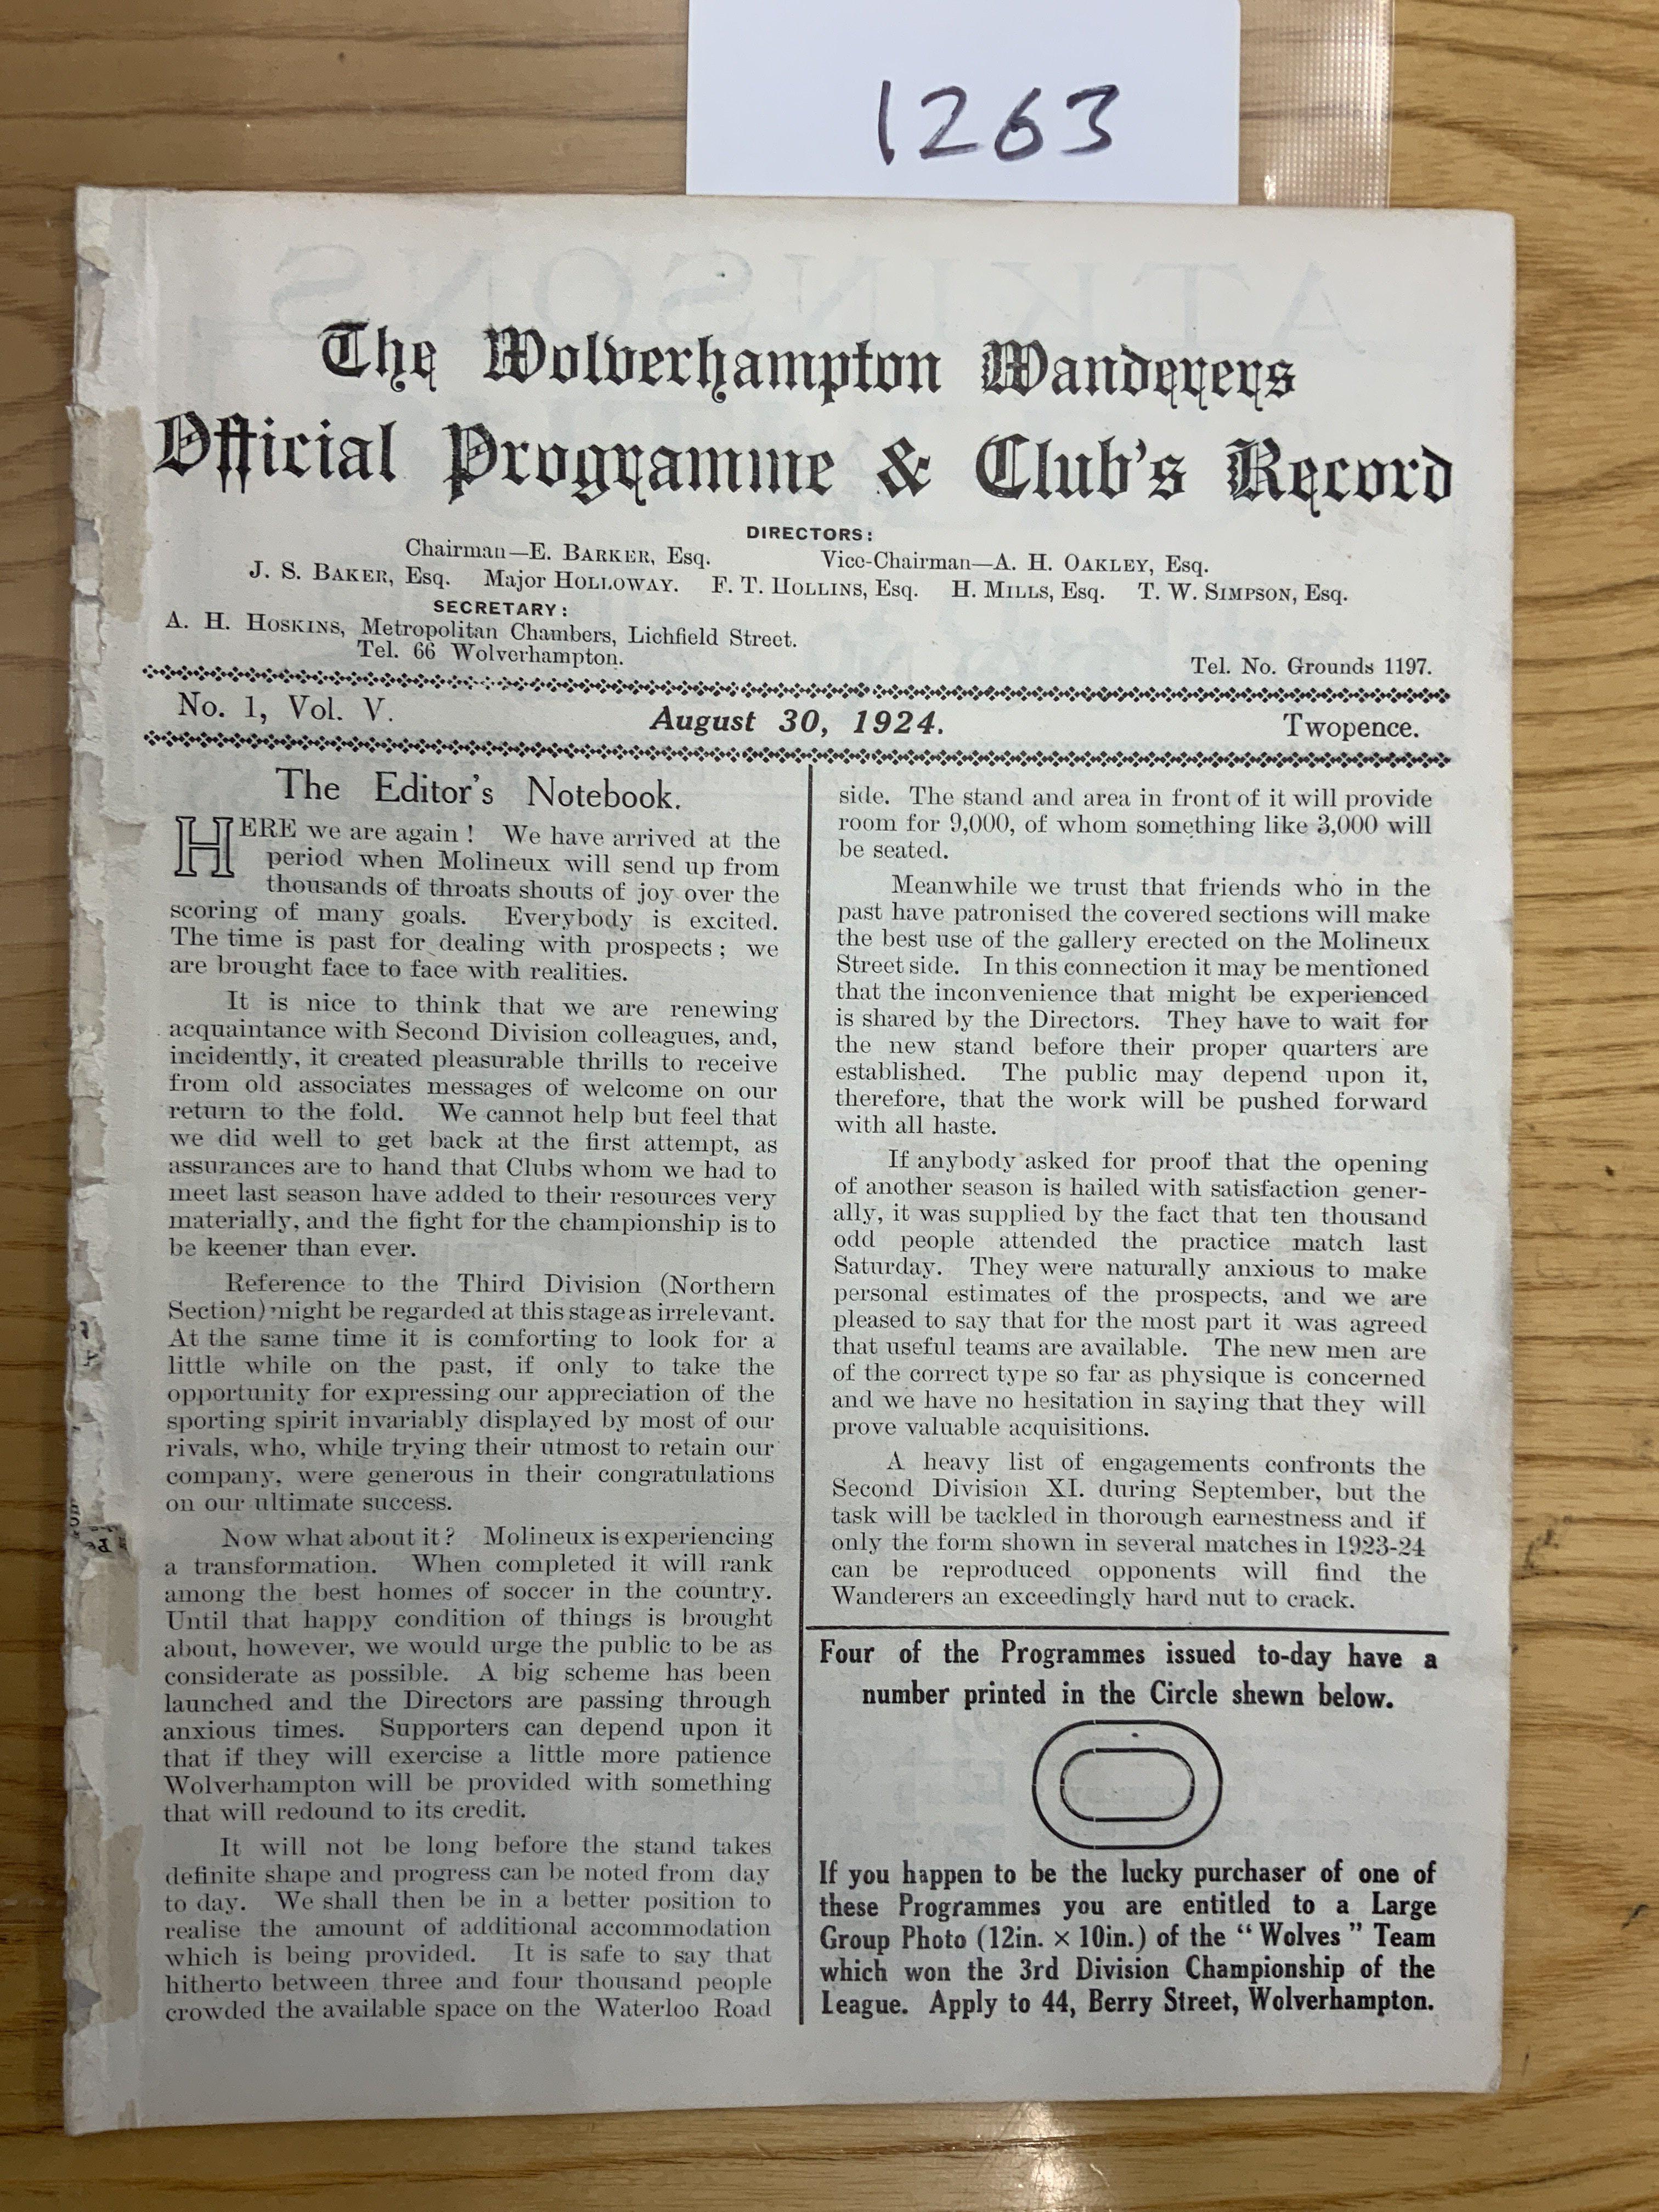 1263
The Wolverhampton Wanderers
Official Programme & Club's Record
DIRECTORS:
Chairman—E. BARKER, Esq. Vice-Chairman—A. H. OAKLEY, Esq.
J. S. BAKER, Esq. Major HOLLOWAY. F. T. HOLLINS, Esq. H. MILLS, Esq. T. W. SIMPSON, Esq.
SECRETARY:
A. H. HOSKINS, Metropolitan Chambers, Lichfield Street.
Tel. 66 Wolverhampton.
Tel. No. Grounds 1197.
No. 1, Vol. V. August 30, 1924. Twopence.
The Editor's Notebook.
HERE we are again! We have arrived at the
period when Molineux will send up from
thousands of throats shouts of joy over the
scoring of many goals. Everybody is excited.
The time is past for dealing with prospects; we
are brought face to face with realities.
It is nice to think that we are renewing
acquaintance with Second Division colleagues, and,
incidently, it created pleasurable thrills to receive
from old associates messages of welcome on our
return to the fold. We cannot help but feel that
we did well to get back at the first attempt, as
assurances are to hand that Clubs whom we had to
meet last season have added to their resources very
materially, and the fight for the championship is to
be keener than ever.
Reference to the Third Division (Northern
Section) might be regarded at this stage as irrelevant.
At the same time it is comforting to look for a
little while on the past, if only to take the
opportunity for expressing our appreciation of the
sporting spirit invariably displayed by most of our
rivals, who, while trying their utmost to retain our
company, were generous in their congratulations
on our ultimate success.
Now what about it? Molineux is experiencing
a transformation. When completed it will rank
among the best homes of soccer in the country.
Until that happy condition of things is brought
about, however, we would urge the public to be as
considerate as possible. A big scheme has been
launched and the Directors are passing through
anxious times. Supporters can depend upon it
that if they will exercise a little more patience
Wolverhampton will be provided with something
that will redound to its credit.
It will not be long before the stand takes
definite shape and progress can be noted from day
to day. We shall then be in a better position to
realise the amount of additional accommodation
which is being provided. It is safe to say that
hitherto between three and four thousand people
crowded the available space on the Waterloo Road
side. The stand and area in front of it will provide
room for 9,000, of whom something like 3,000 will
be seated.
Meanwhile we trust that friends who in the
past have patronised the covered sections will make
the best use of the gallery erected on the Molineux
Street side. In this connection it may be mentioned
that the inconvenience that might be experienced
is shared by the Directors. They have to wait for
the new stand before their proper quarters are
established. The public may depend upon it,
therefore, that the work will be pushed forward
with all haste.
If anybody asked for proof that the opening
of another season is hailed with satisfaction gener-
ally, it was supplied by the fact that ten thousand
odd people attended the practice match last
Saturday. They were naturally anxious to make
personal estimates of the prospects, and we are
pleased to say that for the most part it was agreed
that useful teams are available. The new men are
of the correct type so far as physique is concerned
and we have no hesitation in saying that they will
prove valuable acquisitions.
A heavy list of engagements confronts the
Second Division XI. during September, but the
task will be tackled in thorough earnestness and if
only the form shown in several matches in 1923-24
can be reproduced opponents will find the
Wanderers an exceedingly hard nut to crack.
Four of the Programmes issued to-day have a
number printed in the Circle shewn below.
If you happen to be the lucky purchaser of one of
these Programmes you are entitled to a Large
Group Photo (12in. × 10in.) of the "Wolves" Team
which won the 3rd Division Championship of the
League. Apply to 44, Berry Street, Wolverhampton.